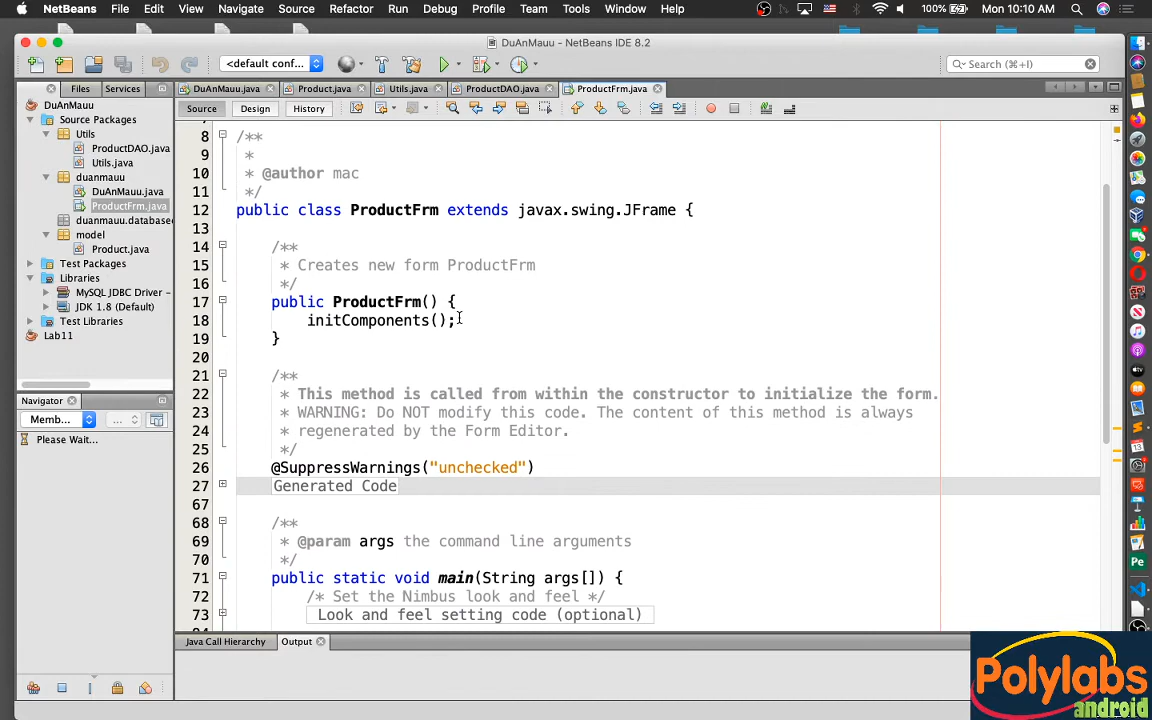 NetBeans File Edit View Navigate Source Refactor Run Debug Profile Team Tools Window Help 100% Mon 10:10 AM
DuAnMauu - NetBeans IDE 8.2
<default conf... Search (⌘+I)
Files Services DuAnMauu.java Product.java Utils.java ProductDAO.java ProductFrm.java
Source Design History
DuAnMauu
Source Packages
Utils
ProductDAO.java
Utils.java
duanmauu
DuAnMauu.java
ProductFrm.java
duanmauu.database
model
Product.java
Test Packages
Libraries
MySQL JDBC Driver -
JDK 1.8 (Default)
Test Libraries
Lab11
Navigator
Memb... ...
Please Wait...
8 /**
9 *
10 * @author mac
11 */
12 public class ProductFrm extends javax.swing.JFrame {
13
14 /**
15 * Creates new form ProductFrm
16 */
17 public ProductFrm() {
18 initComponents();
19 }
20
21 /**
22 * This method is called from within the constructor to initialize the form.
23 * WARNING: Do NOT modify this code. The content of this method is always
24 * regenerated by the Form Editor.
25 */
26 @SuppressWarnings("unchecked")
27 Generated Code
67
68 /**
69 * @param args the command line arguments
70 */
71 public static void main(String args[]) {
72 /* Set the Nimbus look and feel */
73 Look and feel setting code (optional)
Java Call Hierarchy Output
Polylabs
android